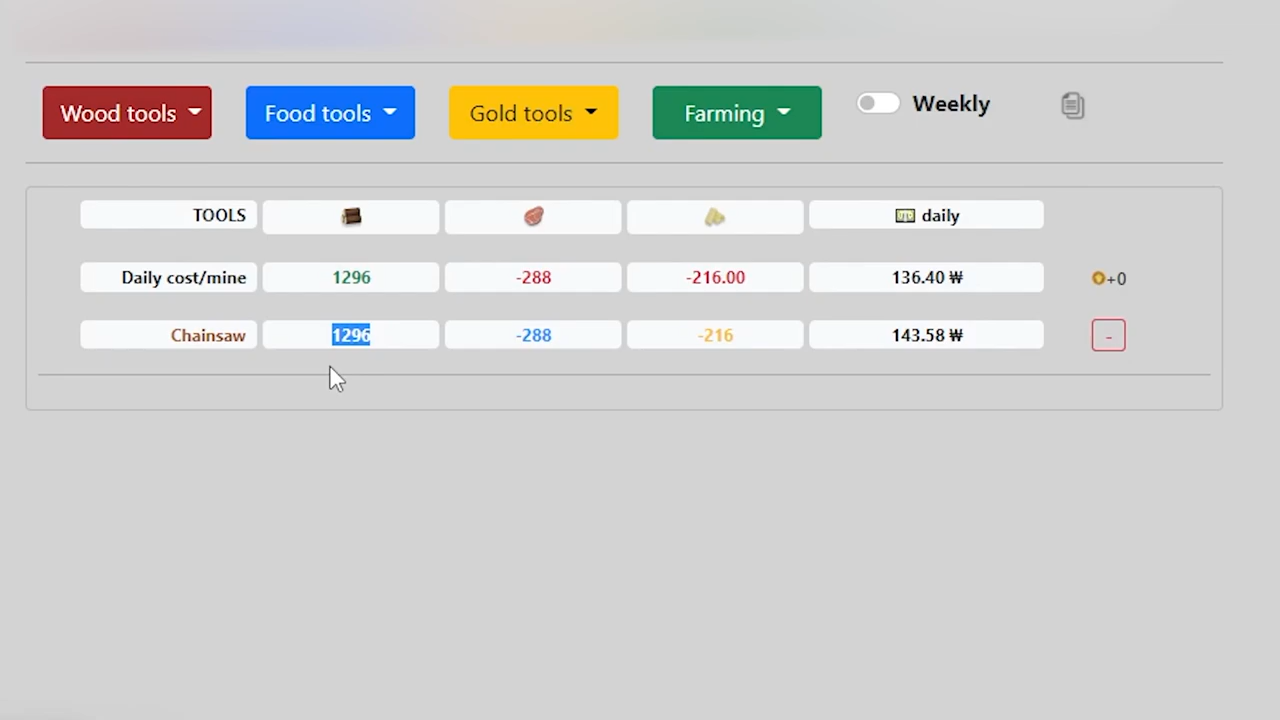 Wood tools Food tools Gold tools Farming Weekly
TOOLS daily
Daily cost/mine 1296 -288 -216.00 136.40 ₩ +0
Chainsaw 1296 -288 -216 143.58 ₩ -